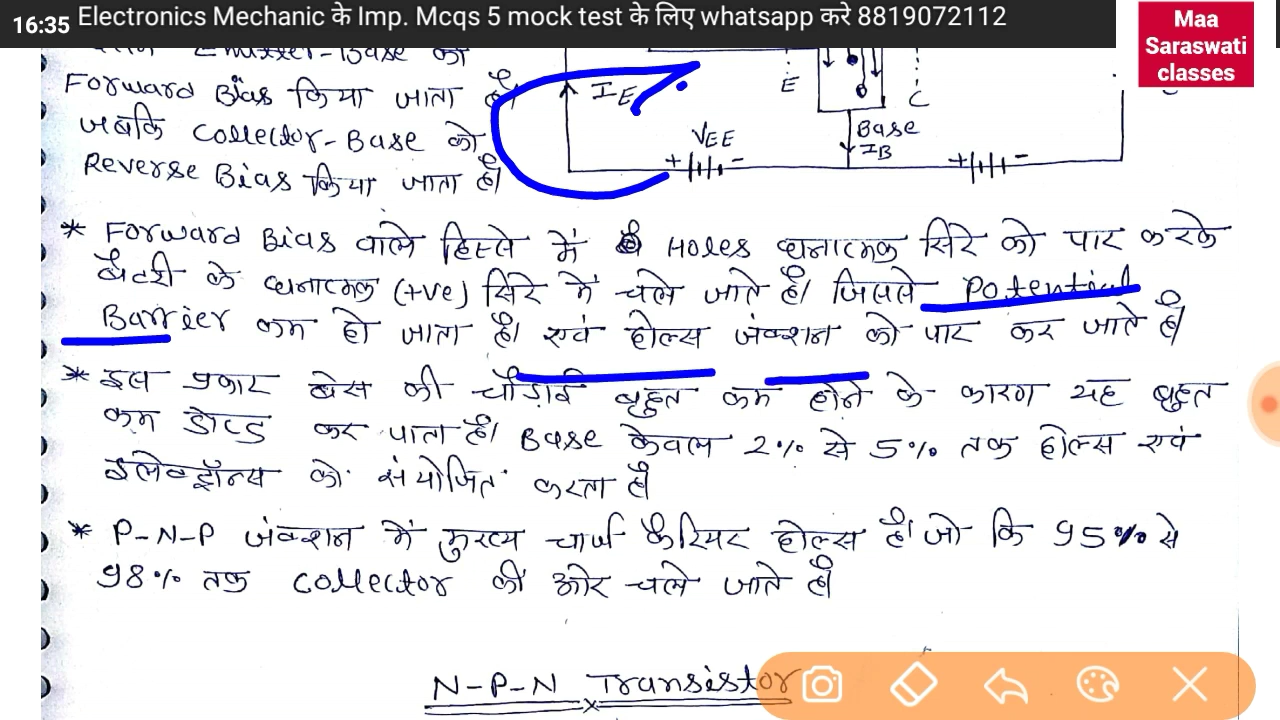 16:35
Electronics Mechanic के Imp. Mcqs 5 mock test के लिए whatsapp करे 8819072112
Maa
Saraswati
classes
Emitter-Base को
Forward Bias किया जाता है।
जबकि Collector-Base को
Reverse Bias किया जाता है।
IE
E
C
Base
IB
VEE
+ -
+ -
* Forward Bias वाले हिस्से में Holes धनात्मक सिरे को पार करके
बैटरी के धनात्मक (+ve) सिरे में चले जाते है। जिससे Potential
Barrier कम हो जाता है। एवं होल्स जंक्शन को पार कर जाते है।
* इस प्रकार बेस की चौड़ाई बहुत कम होने के कारण यह बहुत
कम डोप्ड कर पाता है। Base केवल 2% से 5% तक होल्स एवं
इलेक्ट्रॉन्स को संयोजित करता है
* P-N-P जंक्शन में मुख्य चार्ज कैरियर होल्स है। जो कि 95% से
98% तक Collector की ओर चले जाते है।
N-P-N Transistor